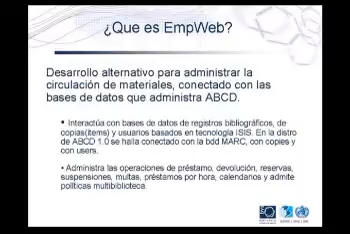 ¿Que es EmpWeb?
Desarrollo alternativo para administrar la
circulación de materiales, conectado con las
bases de datos que administra ABCD.
• Interactúa con bases de datos de registros bibliográficos, de
copias(items) y usuarios basados en tecnología ISIS. En la distro
de ABCD 1.0 se halla conectado con la bdd MARC, con copies y
con users.
• Administra las operaciones de préstamo, devolución, reservas,
suspensiones, multas, préstamos por hora, calendarios y admite
políticas multibiblioteca.